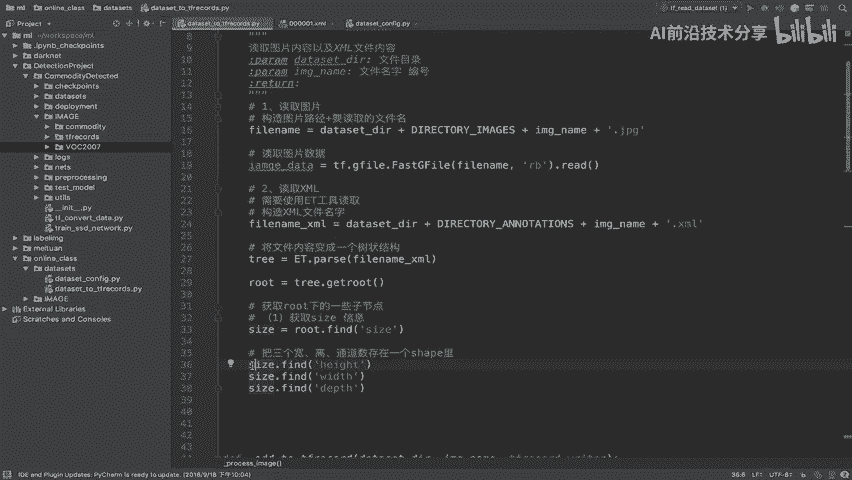 Project
ml
online_class
datasets
dataset_to_tfrecords.py
tf_read_dataset (1)
Project
dataset_to_tfrecords.py
000001.xml
dataset_config.py
AI前沿技术分享 bilibili
ml ~/workspace/ml
.ipynb_checkpoints
darknet
DetectionProject
CommodityDetected
checkpoints
datasets
deployment
IMAGE
commodity
tfrecords
VOC2007
logs
nets
preprocessing
test_model
utils
__init__.py
tf_convert_data.py
train_ssd_network.py
labelimg
meituan
online_class
datasets
dataset_config.py
dataset_to_tfrecords.py
IMAGE
External Libraries
Scratches and Consoles
8 """
9 读取图片内容以及XML文件内容
10 :param dataset_dir: 文件目录
11 :param img_name: 文件名字 编号
12 :return:
13 """
14 # 1、读取图片
15 # 构造图片路径+要读取的文件名
16 filename = dataset_dir + DIRECTORY_IMAGES + img_name + '.jpg'
17
18 # 读取图片数据
19 iamge_data = tf.gfile.FastGFile(filename, 'rb').read()
20
21 # 2、读取XML
22 # 需要使用ET工具读取
23 # 构造XML文件名字
24 filename_xml = dataset_dir + DIRECTORY_ANNOTATIONS + img_name + '.xml'
25
26 # 将文件内容变成一个树状结构
27 tree = ET.parse(filename_xml)
28
29 root = tree.getroot()
30
31 # 获取root下的一些子节点
32 # （1）获取size 信息
33 size = root.find('size')
34
35 # 把三个宽、高、通道数存在一个shape里
36 size.find('height')
37 size.find('width')
38 size.find('depth')
39
40
41
42
43
_process_image()
IDE and Plugin Updates: PyCharm is ready to update. (2018/9/18 下午10:04)
36:6 LF÷ UTF-8÷